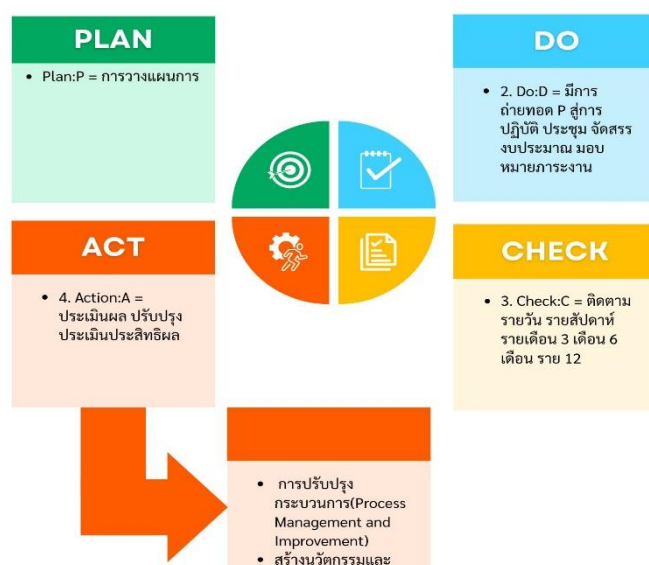 PLAN
• Plan:P = การวางแผนการ
DO
• 2. Do:D = มีการ
ถ่ายทอด P สู่การ
ปฏิบัติ ประชุม จัดสรร
งบประมาณ มอบ
หมายภาระงาน
ACT
• 4. Action:A =
ประเมินผล ปรับปรุง
ประเมินประสิทธิผล
CHECK
• 3. Check:C = ติดตาม
รายวัน รายสัปดาห์
รายเดือน 3 เดือน 6
เดือน ราย 12
• การปรับปรุง
กระบวนการ(Process
Management and
Improvement)
• สร้างนวัตกรรมและ